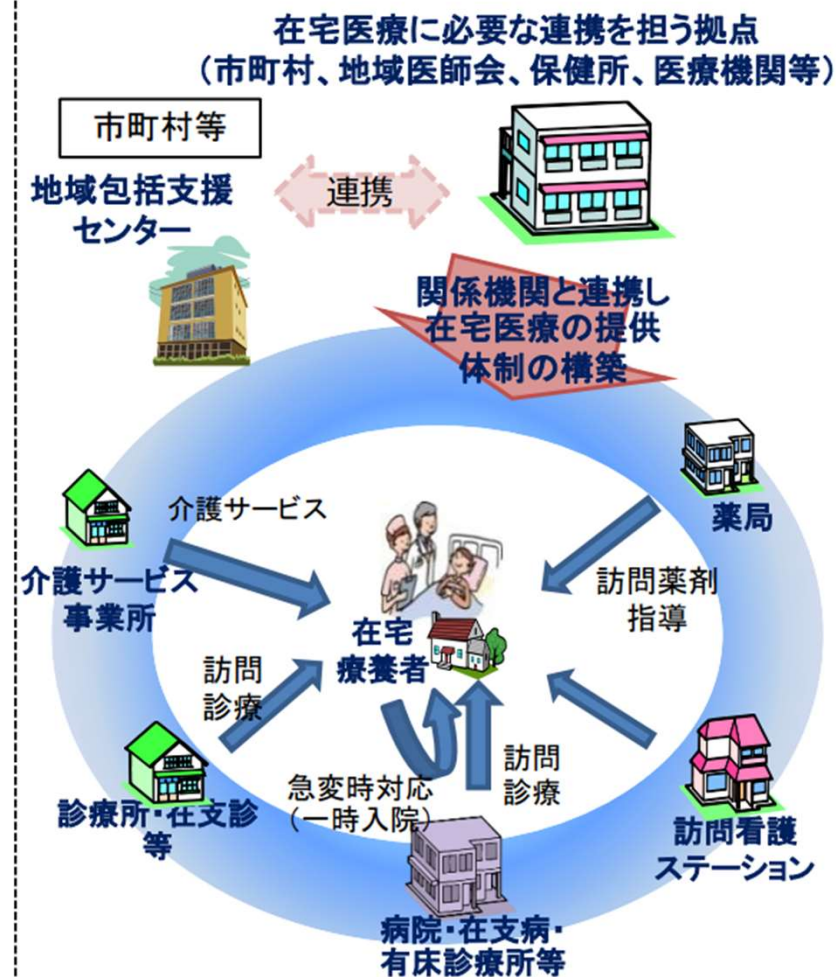 在宅医療に必要な連携を担う拠点
（市町村、地域医師会、保健所、医療機関等）
市町村等
地域包括支援
センター
連携
関係機関と連携し
在宅医療の提供
体制の構築
薬局
介護サービス
介護サービス
事業所
訪問薬剤
指導
在宅
療養者
訪問
診療
急変時対応
（一時入院）
訪問
診療
診療所・在支診
等
訪問看護
ステーション
病院・在支病・
有床診療所等